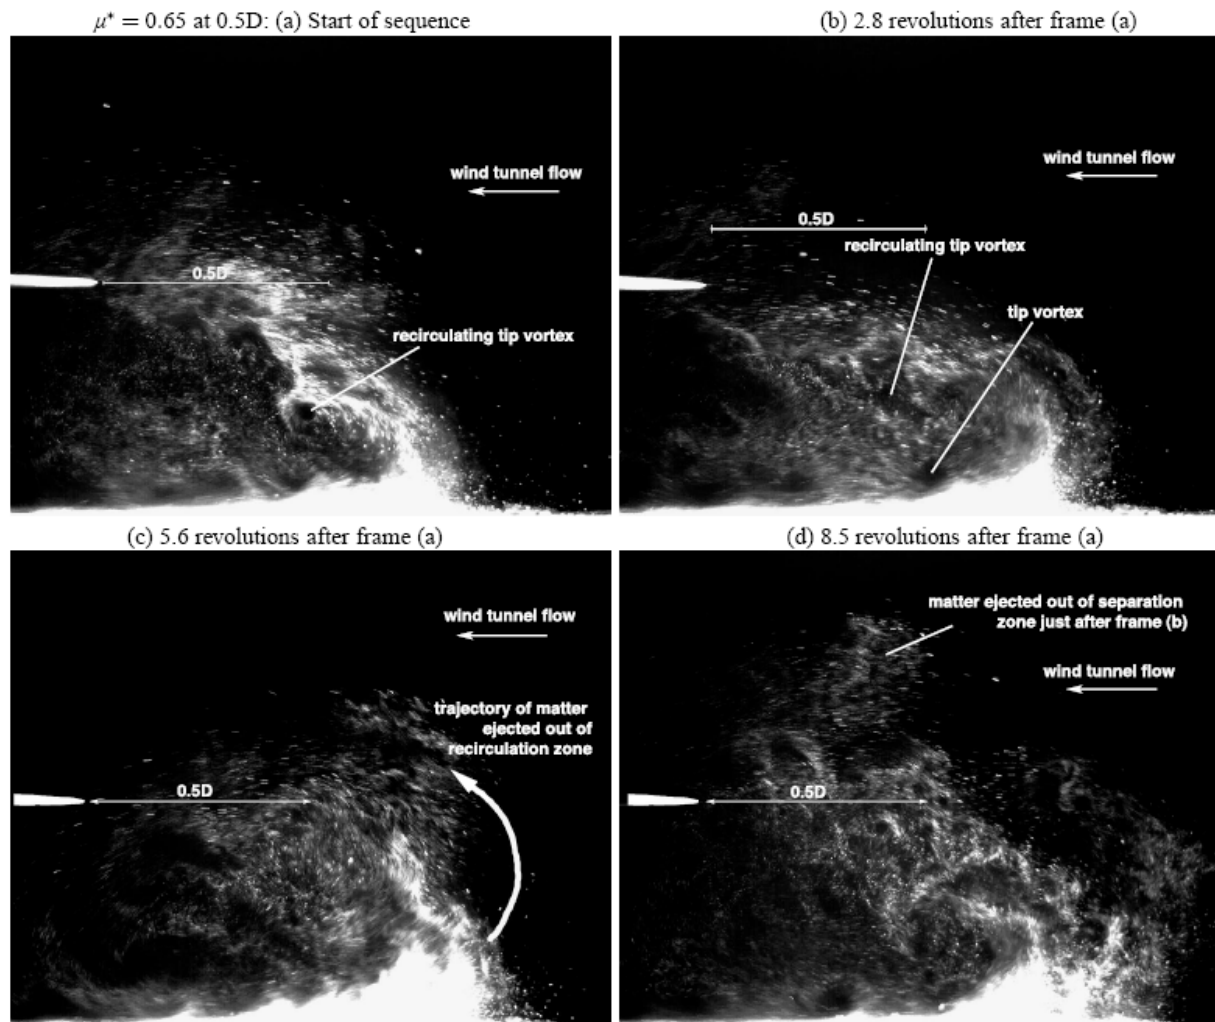 μ* = 0.65 at 0.5D: (a) Start of sequence
wind tunnel flow
0.5D
recirculating tip vortex
(b) 2.8 revolutions after frame (a)
wind tunnel flow
0.5D
recirculating tip vortex
tip vortex
(c) 5.6 revolutions after frame (a)
wind tunnel flow
trajectory of matter
ejected out of
recirculation zone
0.5D
(d) 8.5 revolutions after frame (a)
matter ejected out of separation
zone just after frame (b)
wind tunnel flow
0.5D